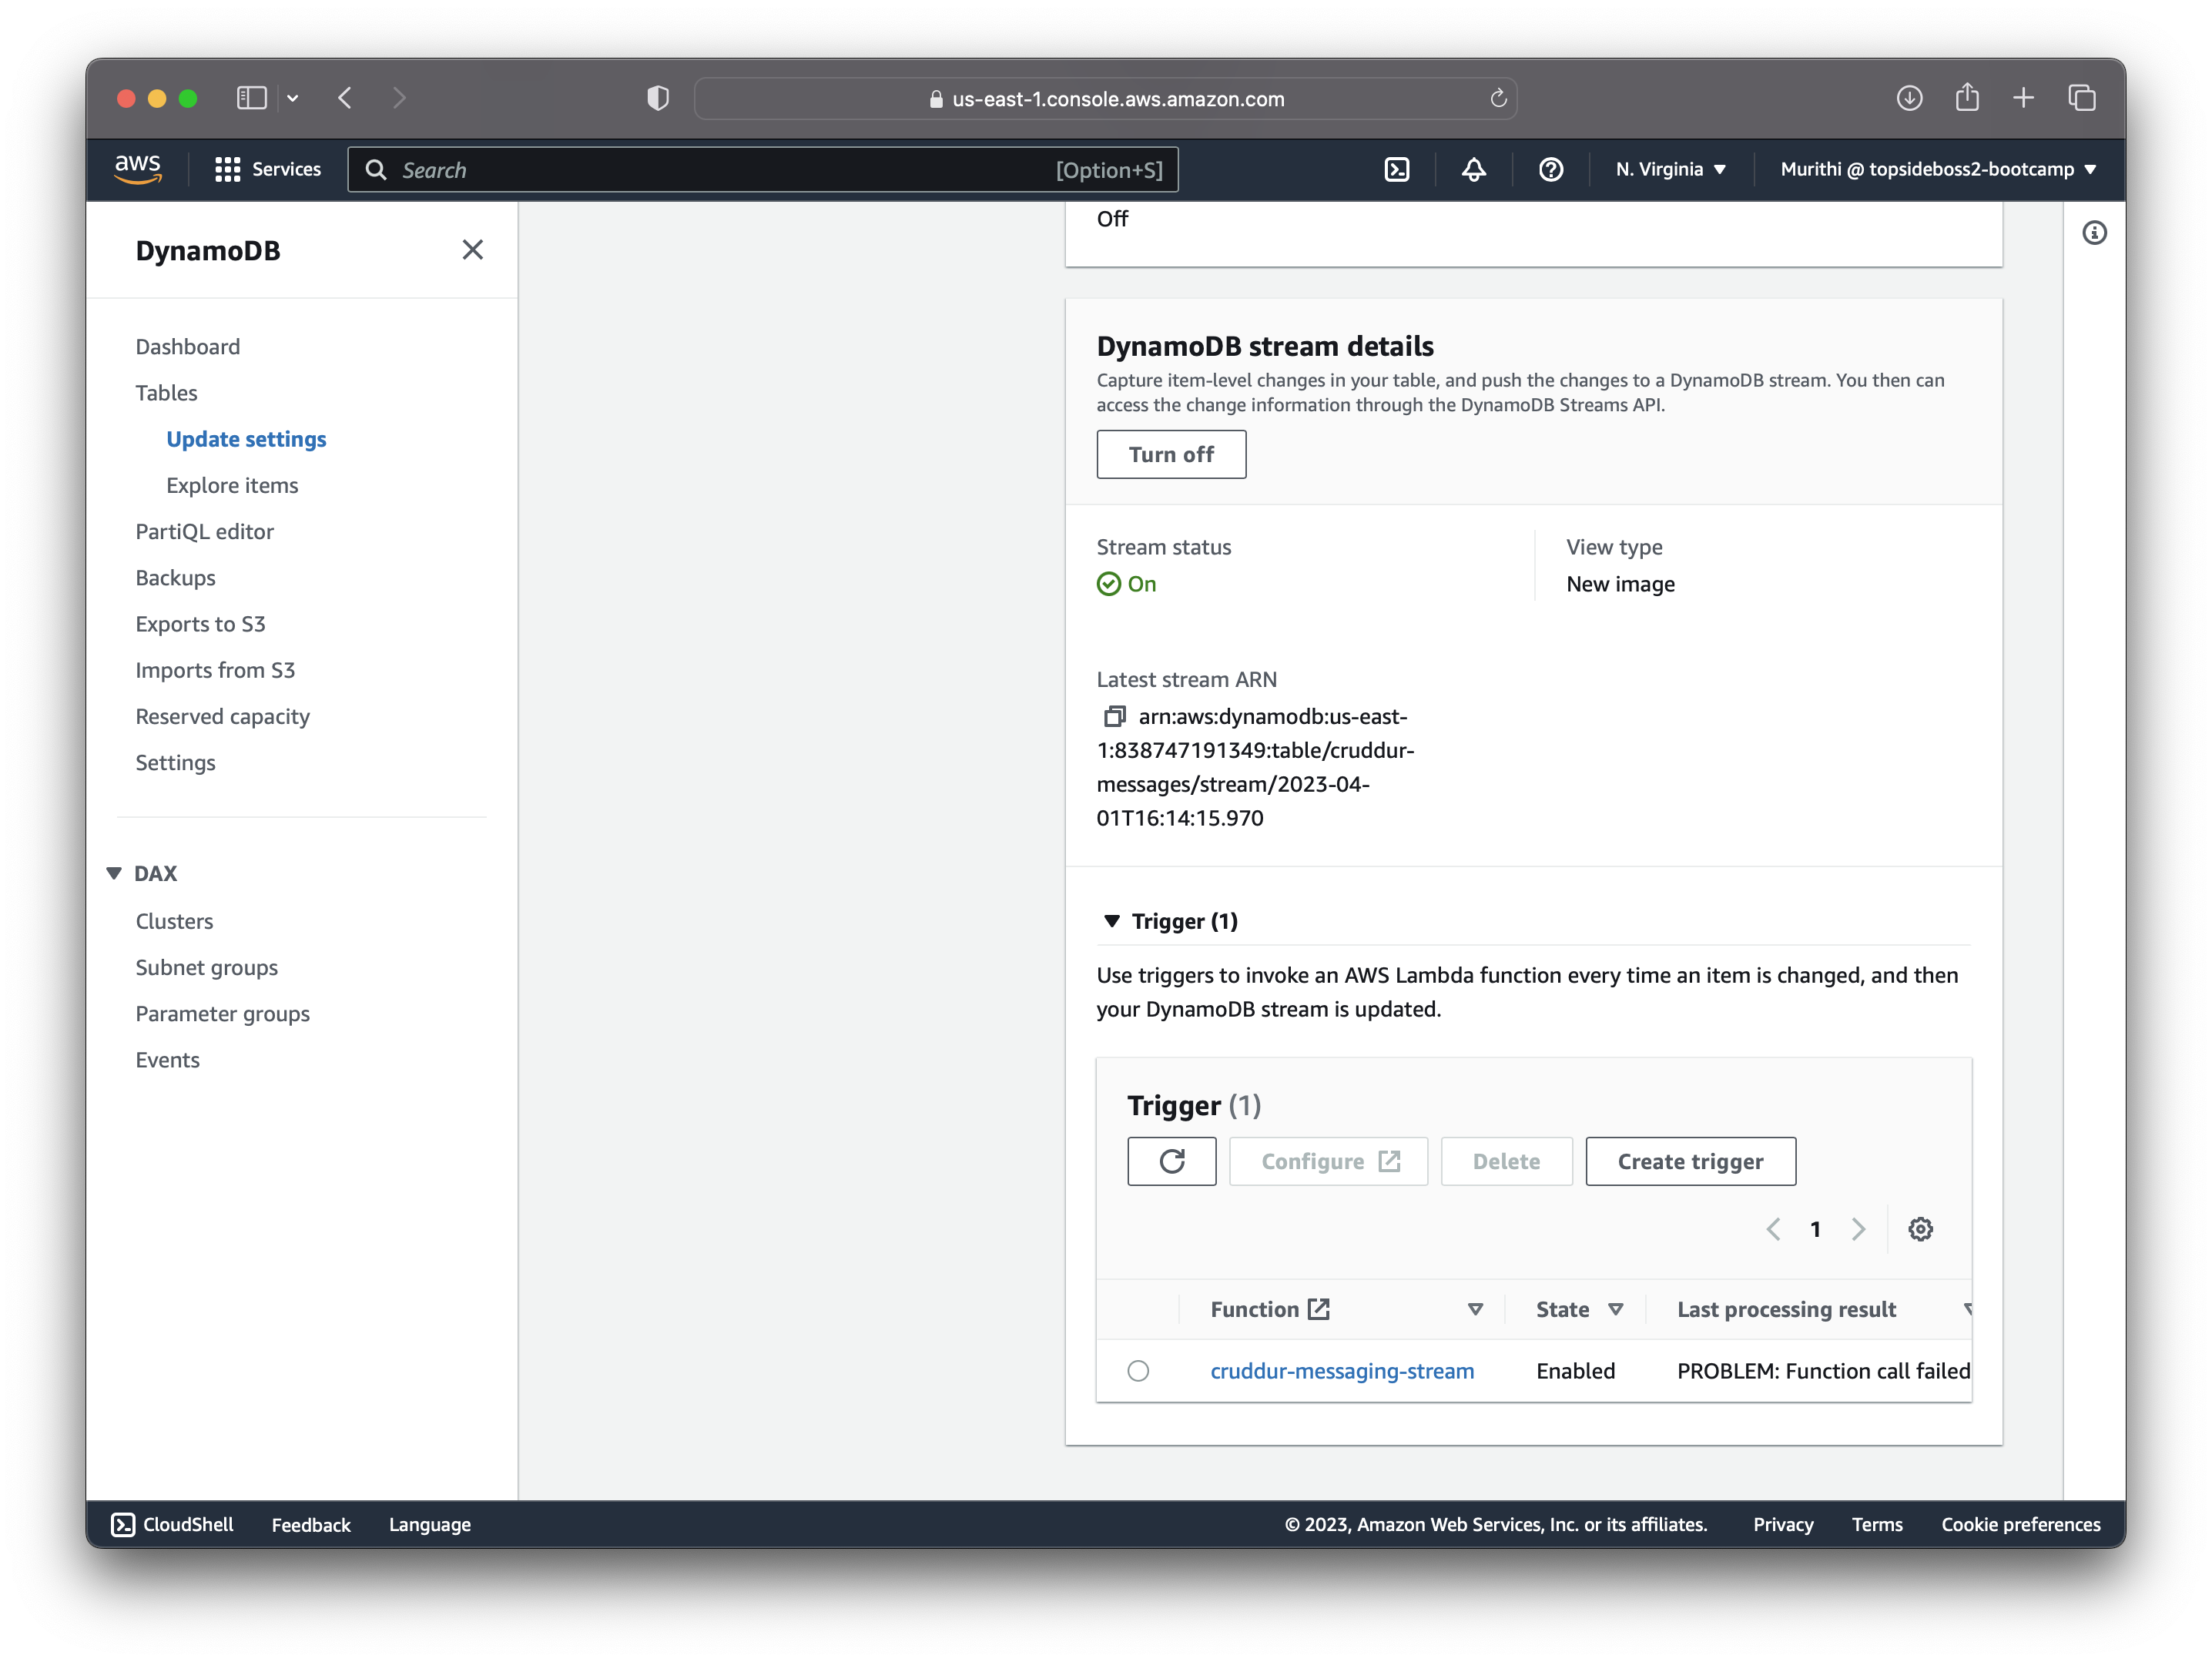 us-east-1.console.aws.amazon.com
aws
Services
Search
[Option+S]
N. Virginia
Murithi @ topsideboss2-bootcamp
DynamoDB
Dashboard
Tables
Update settings
Explore items
PartiQL editor
Backups
Exports to S3
Imports from S3
Reserved capacity
Settings
DAX
Clusters
Subnet groups
Parameter groups
Events
Off
DynamoDB stream details
Capture item-level changes in your table, and push the changes to a DynamoDB stream. You then can
access the change information through the DynamoDB Streams API.
Turn off
Stream status
On
View type
New image
Latest stream ARN
arn:aws:dynamodb:us-east-
1:838747191349:table/cruddur-
messages/stream/2023-04-
01T16:14:15.970
Trigger (1)
Use triggers to invoke an AWS Lambda function every time an item is changed, and then
your DynamoDB stream is updated.
Trigger (1)
Configure
Delete
Create trigger
1
Function
State
Last processing result
cruddur-messaging-stream
Enabled
PROBLEM: Function call failed
CloudShell
Feedback
Language
© 2023, Amazon Web Services, Inc. or its affiliates.
Privacy
Terms
Cookie preferences